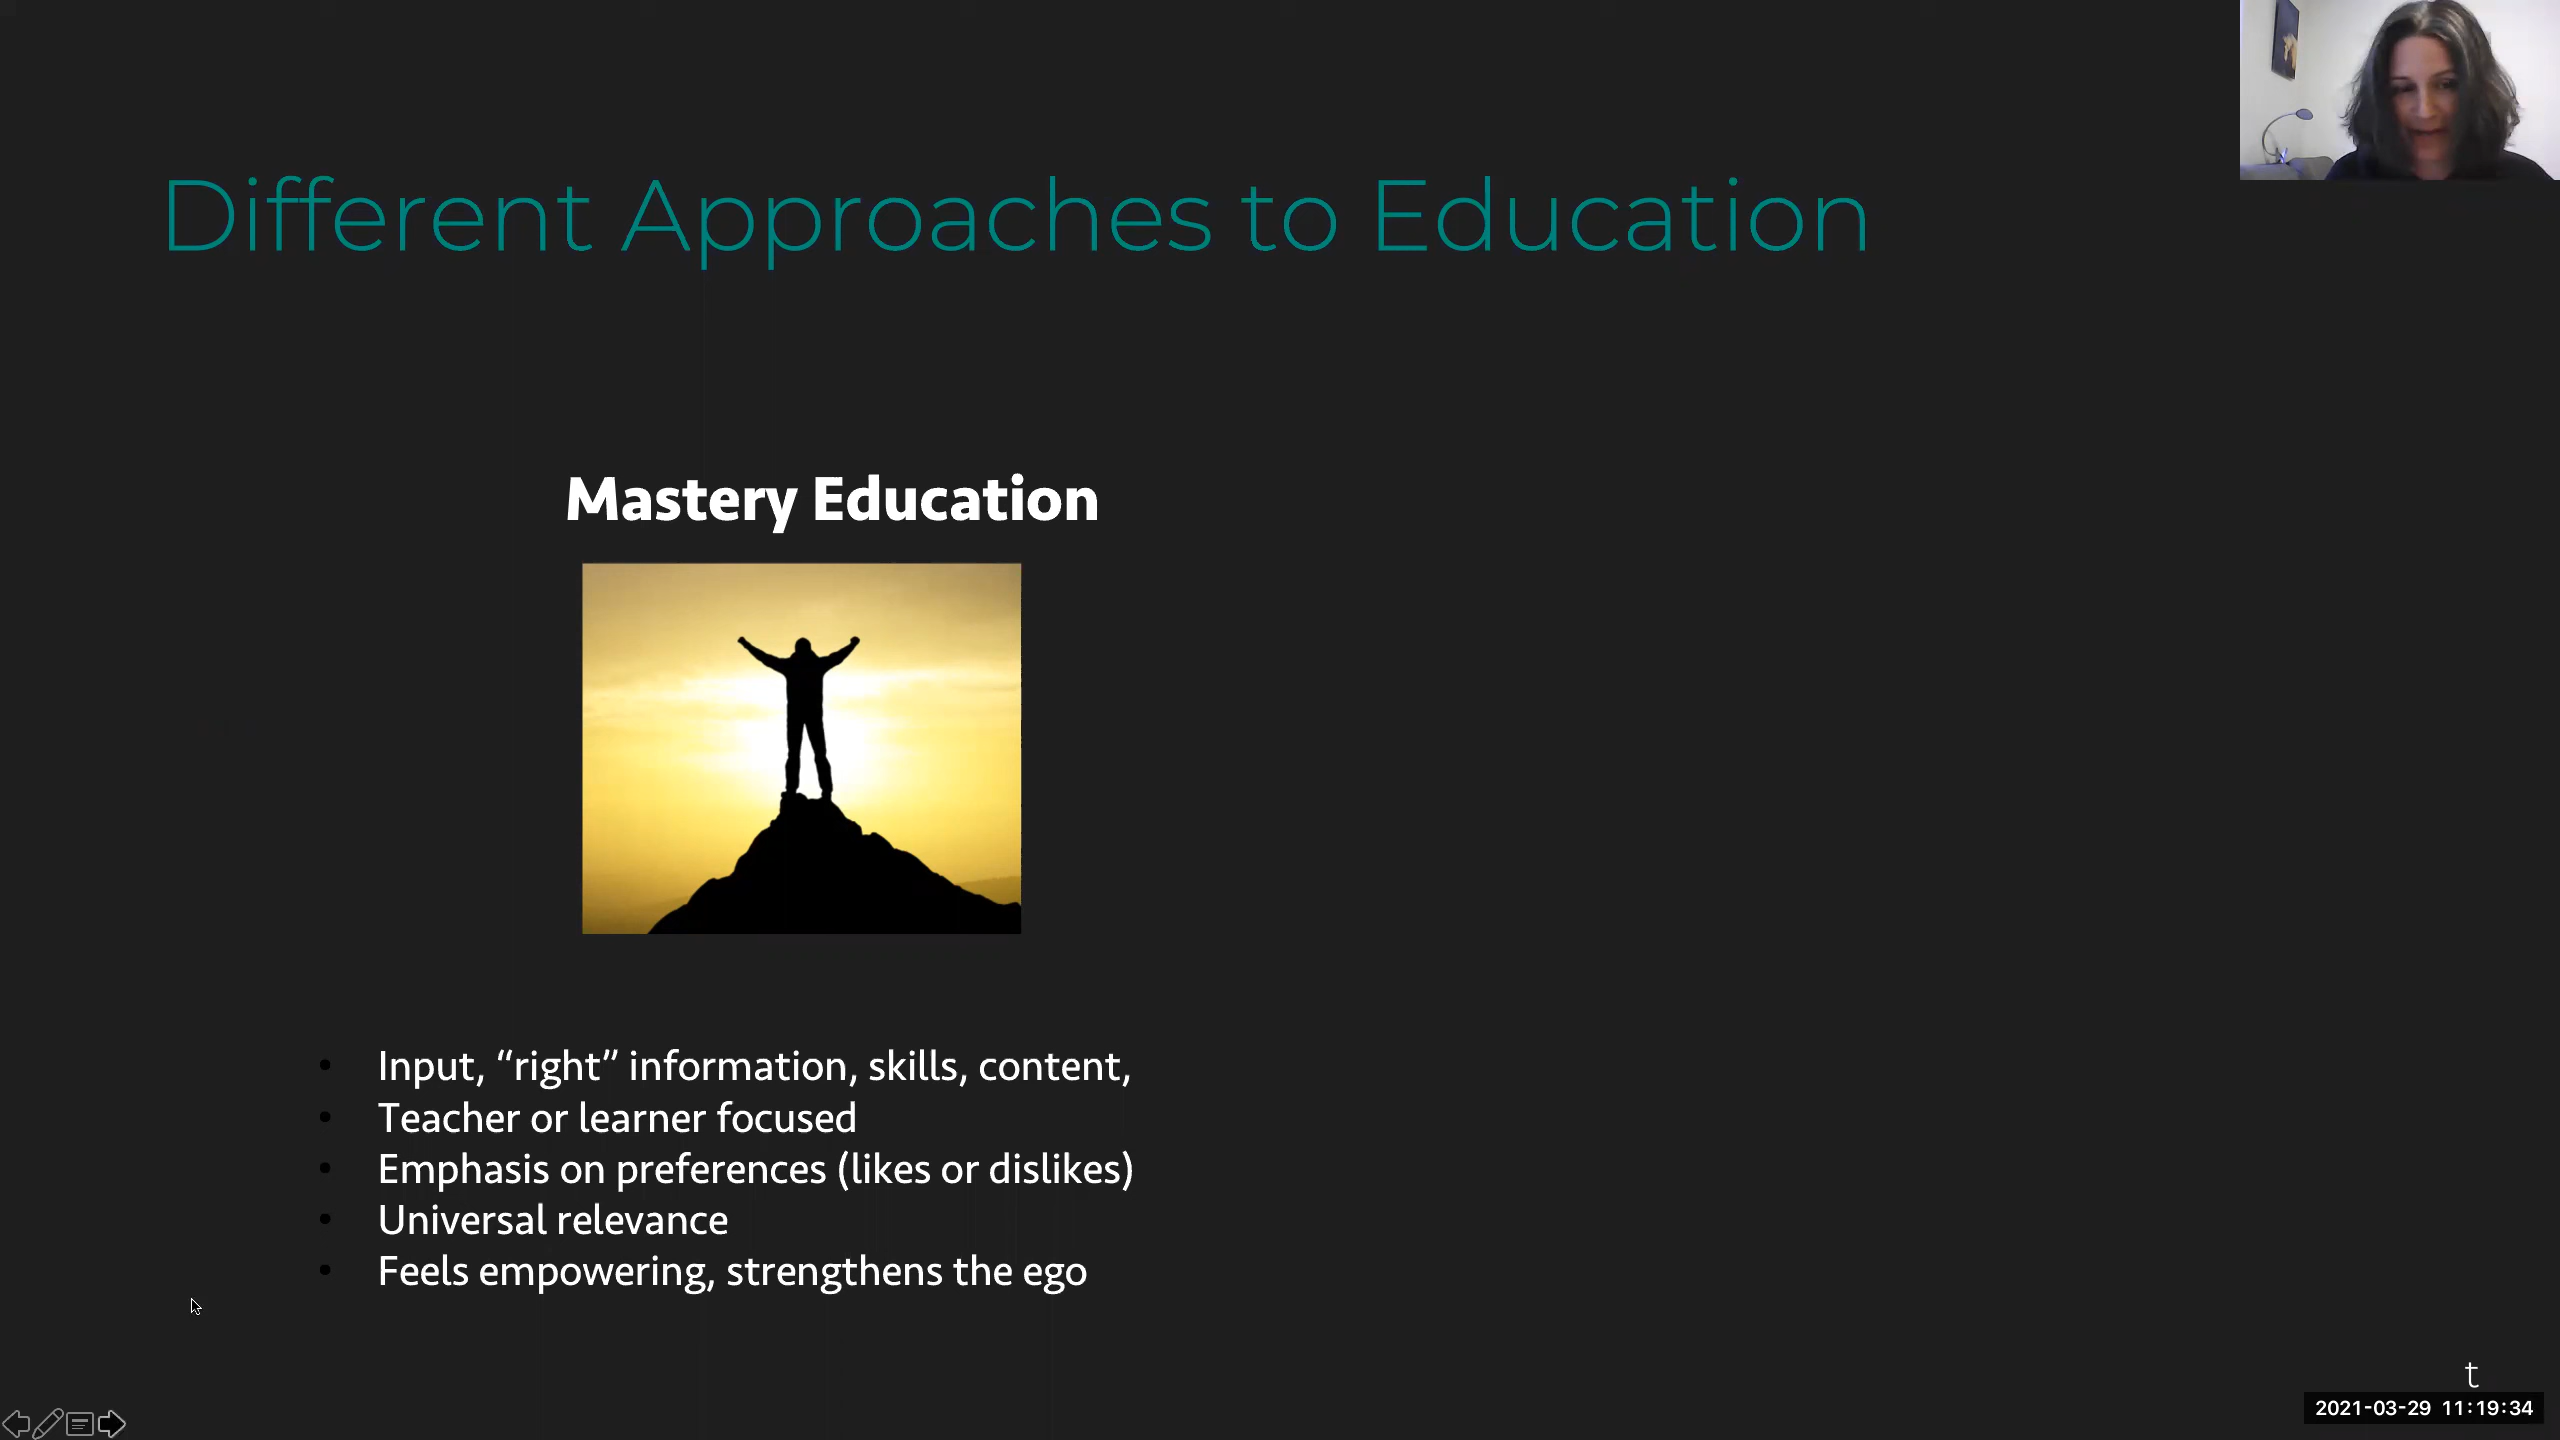 Different Approaches to Education
Mastery Education
• Input, “right” information, skills, content,
• Teacher or learner focused
• Emphasis on preferences (likes or dislikes)
• Universal relevance
• Feels empowering, strengthens the ego
t
2021-03-29 11:19:34